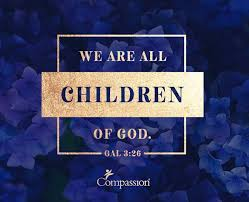 WE ARE ALL
CHILDREN
OF GOD.
GAL 3:26
Compassion